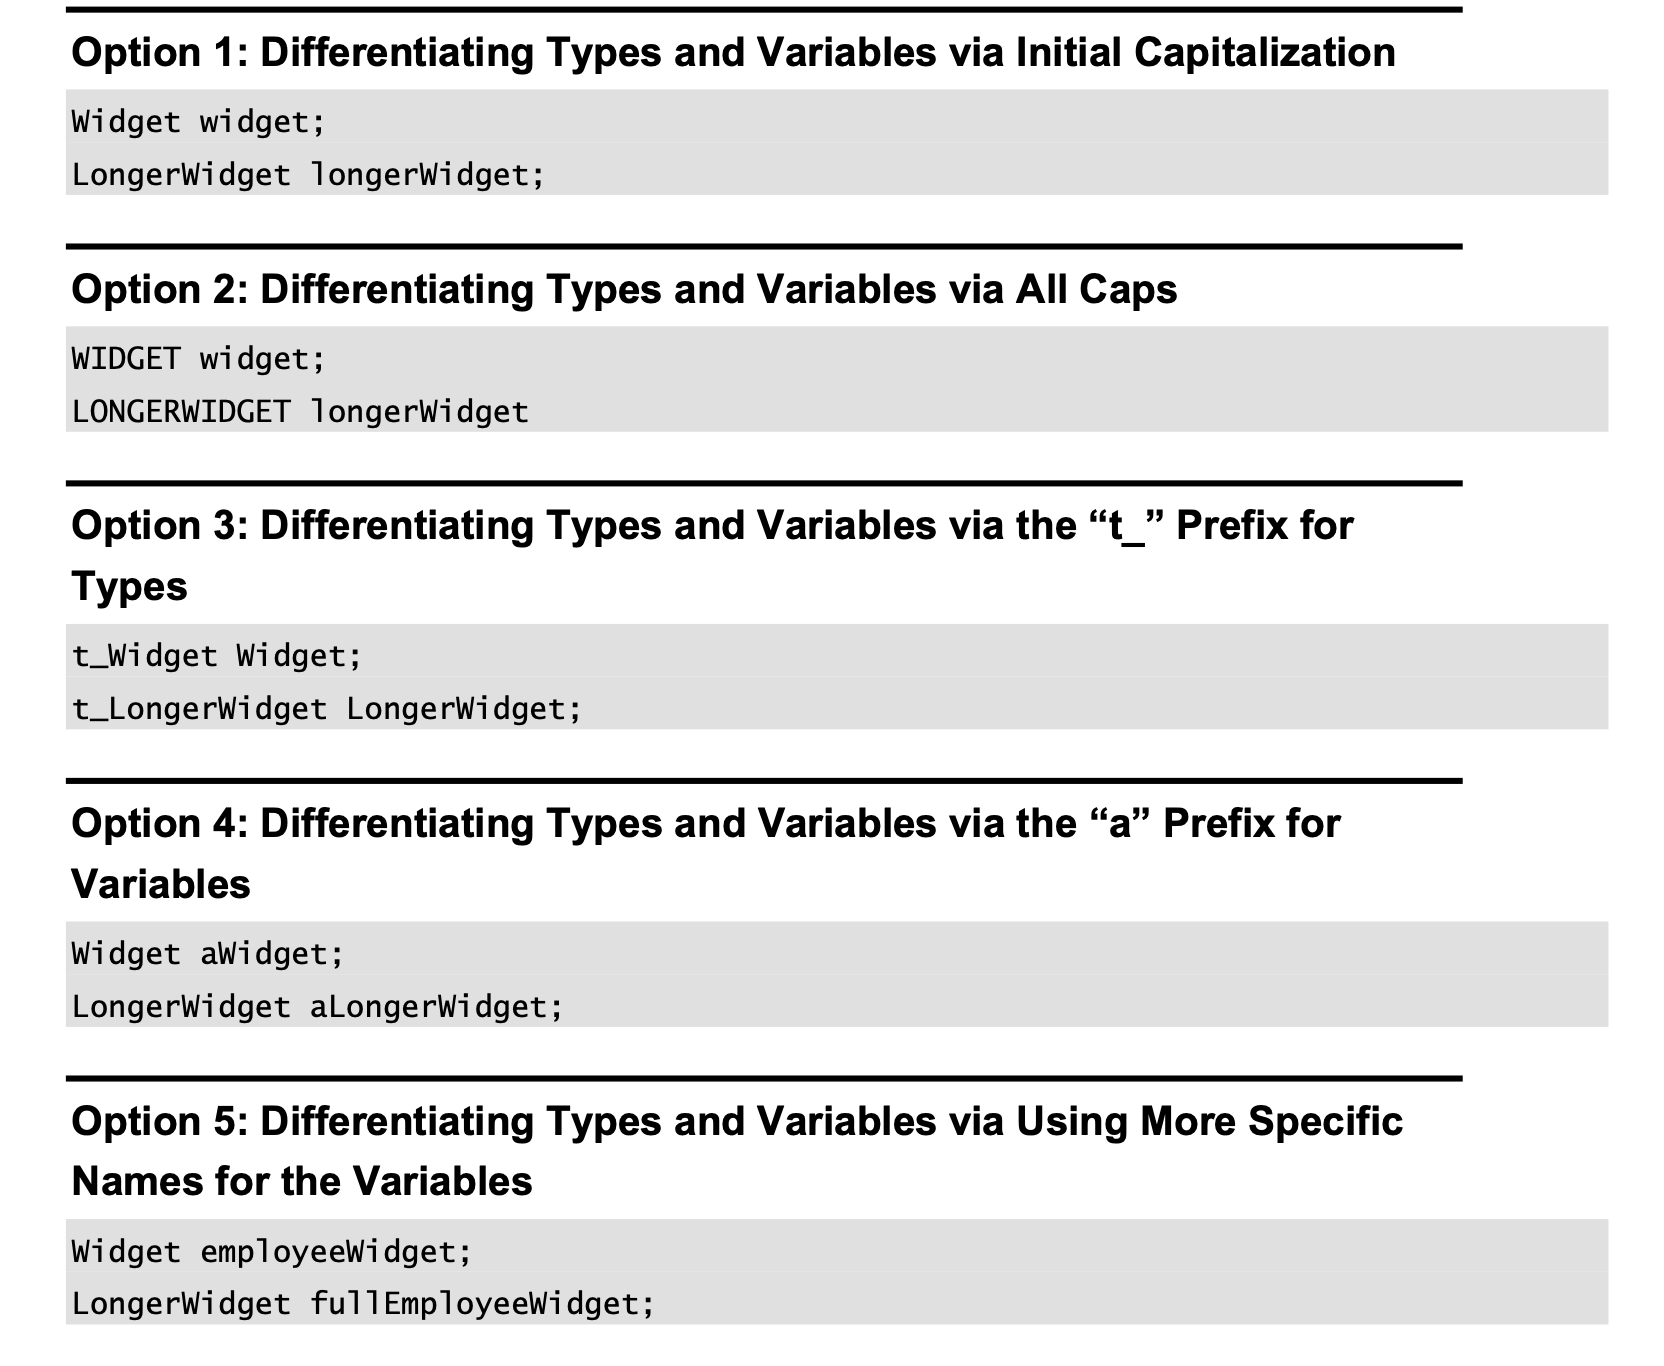 Option 1: Differentiating Types and Variables via Initial Capitalization
Widget widget;
LongerWidget longerWidget;
Option 2: Differentiating Types and Variables via All Caps
WIDGET widget;
LONGERWIDGET longerWidget
Option 3: Differentiating Types and Variables via the “t_” Prefix for
Types
t_Widget Widget;
t_LongerWidget LongerWidget;
Option 4: Differentiating Types and Variables via the “a” Prefix for
Variables
Widget aWidget;
LongerWidget aLongerWidget;
Option 5: Differentiating Types and Variables via Using More Specific
Names for the Variables
Widget employeeWidget;
LongerWidget fullEmployeeWidget;